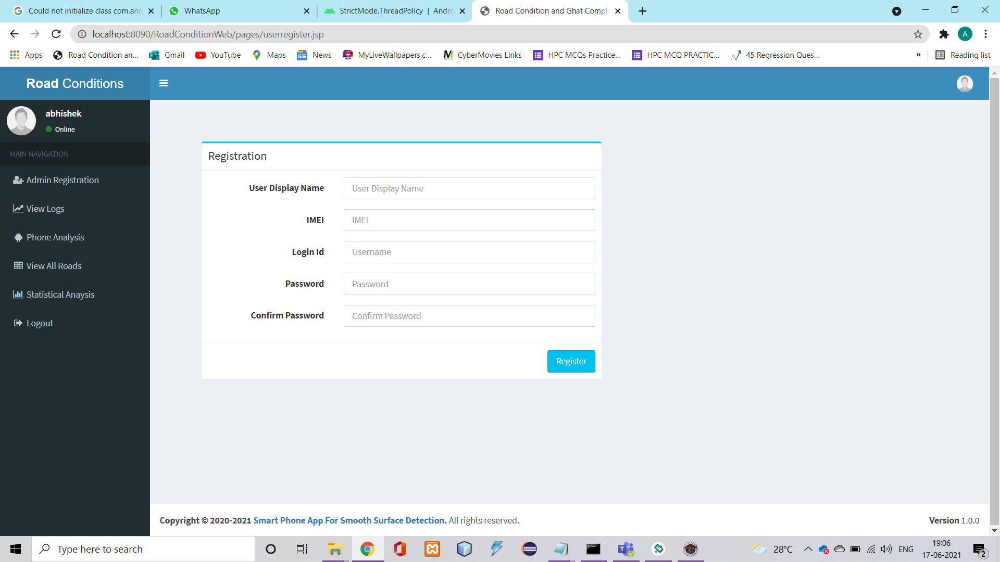 Could not initialize class com.and
WhatsApp
StrictMode.ThreadPolicy | Andro
Road Condition and Ghat Compl
localhost:8090/RoadConditionWeb/pages/userregister.jsp
A
Apps
Road Condition an...
Gmail
YouTube
Maps
News
MyLiveWallpapers.c...
CyberMovies Links
HPC MCQs Practice...
HPC MCQ PRACTIC...
45 Regression Ques...
»
Reading list
Road Conditions
abhishek
Online
MAIN NAVIGATION
Admin Registration
View Logs
Phone Analysis
View All Roads
Statistical Anaysis
Logout
Registration
User Display Name
User Display Name
IMEI
IMEI
Login Id
Username
Password
Password
Confirm Password
Confirm Password
Register
Copyright © 2020-2021 Smart Phone App For Smooth Surface Detection. All rights reserved.
Version 1.0.0
Type here to search
28°C
ENG
19:06
17-06-2021
2